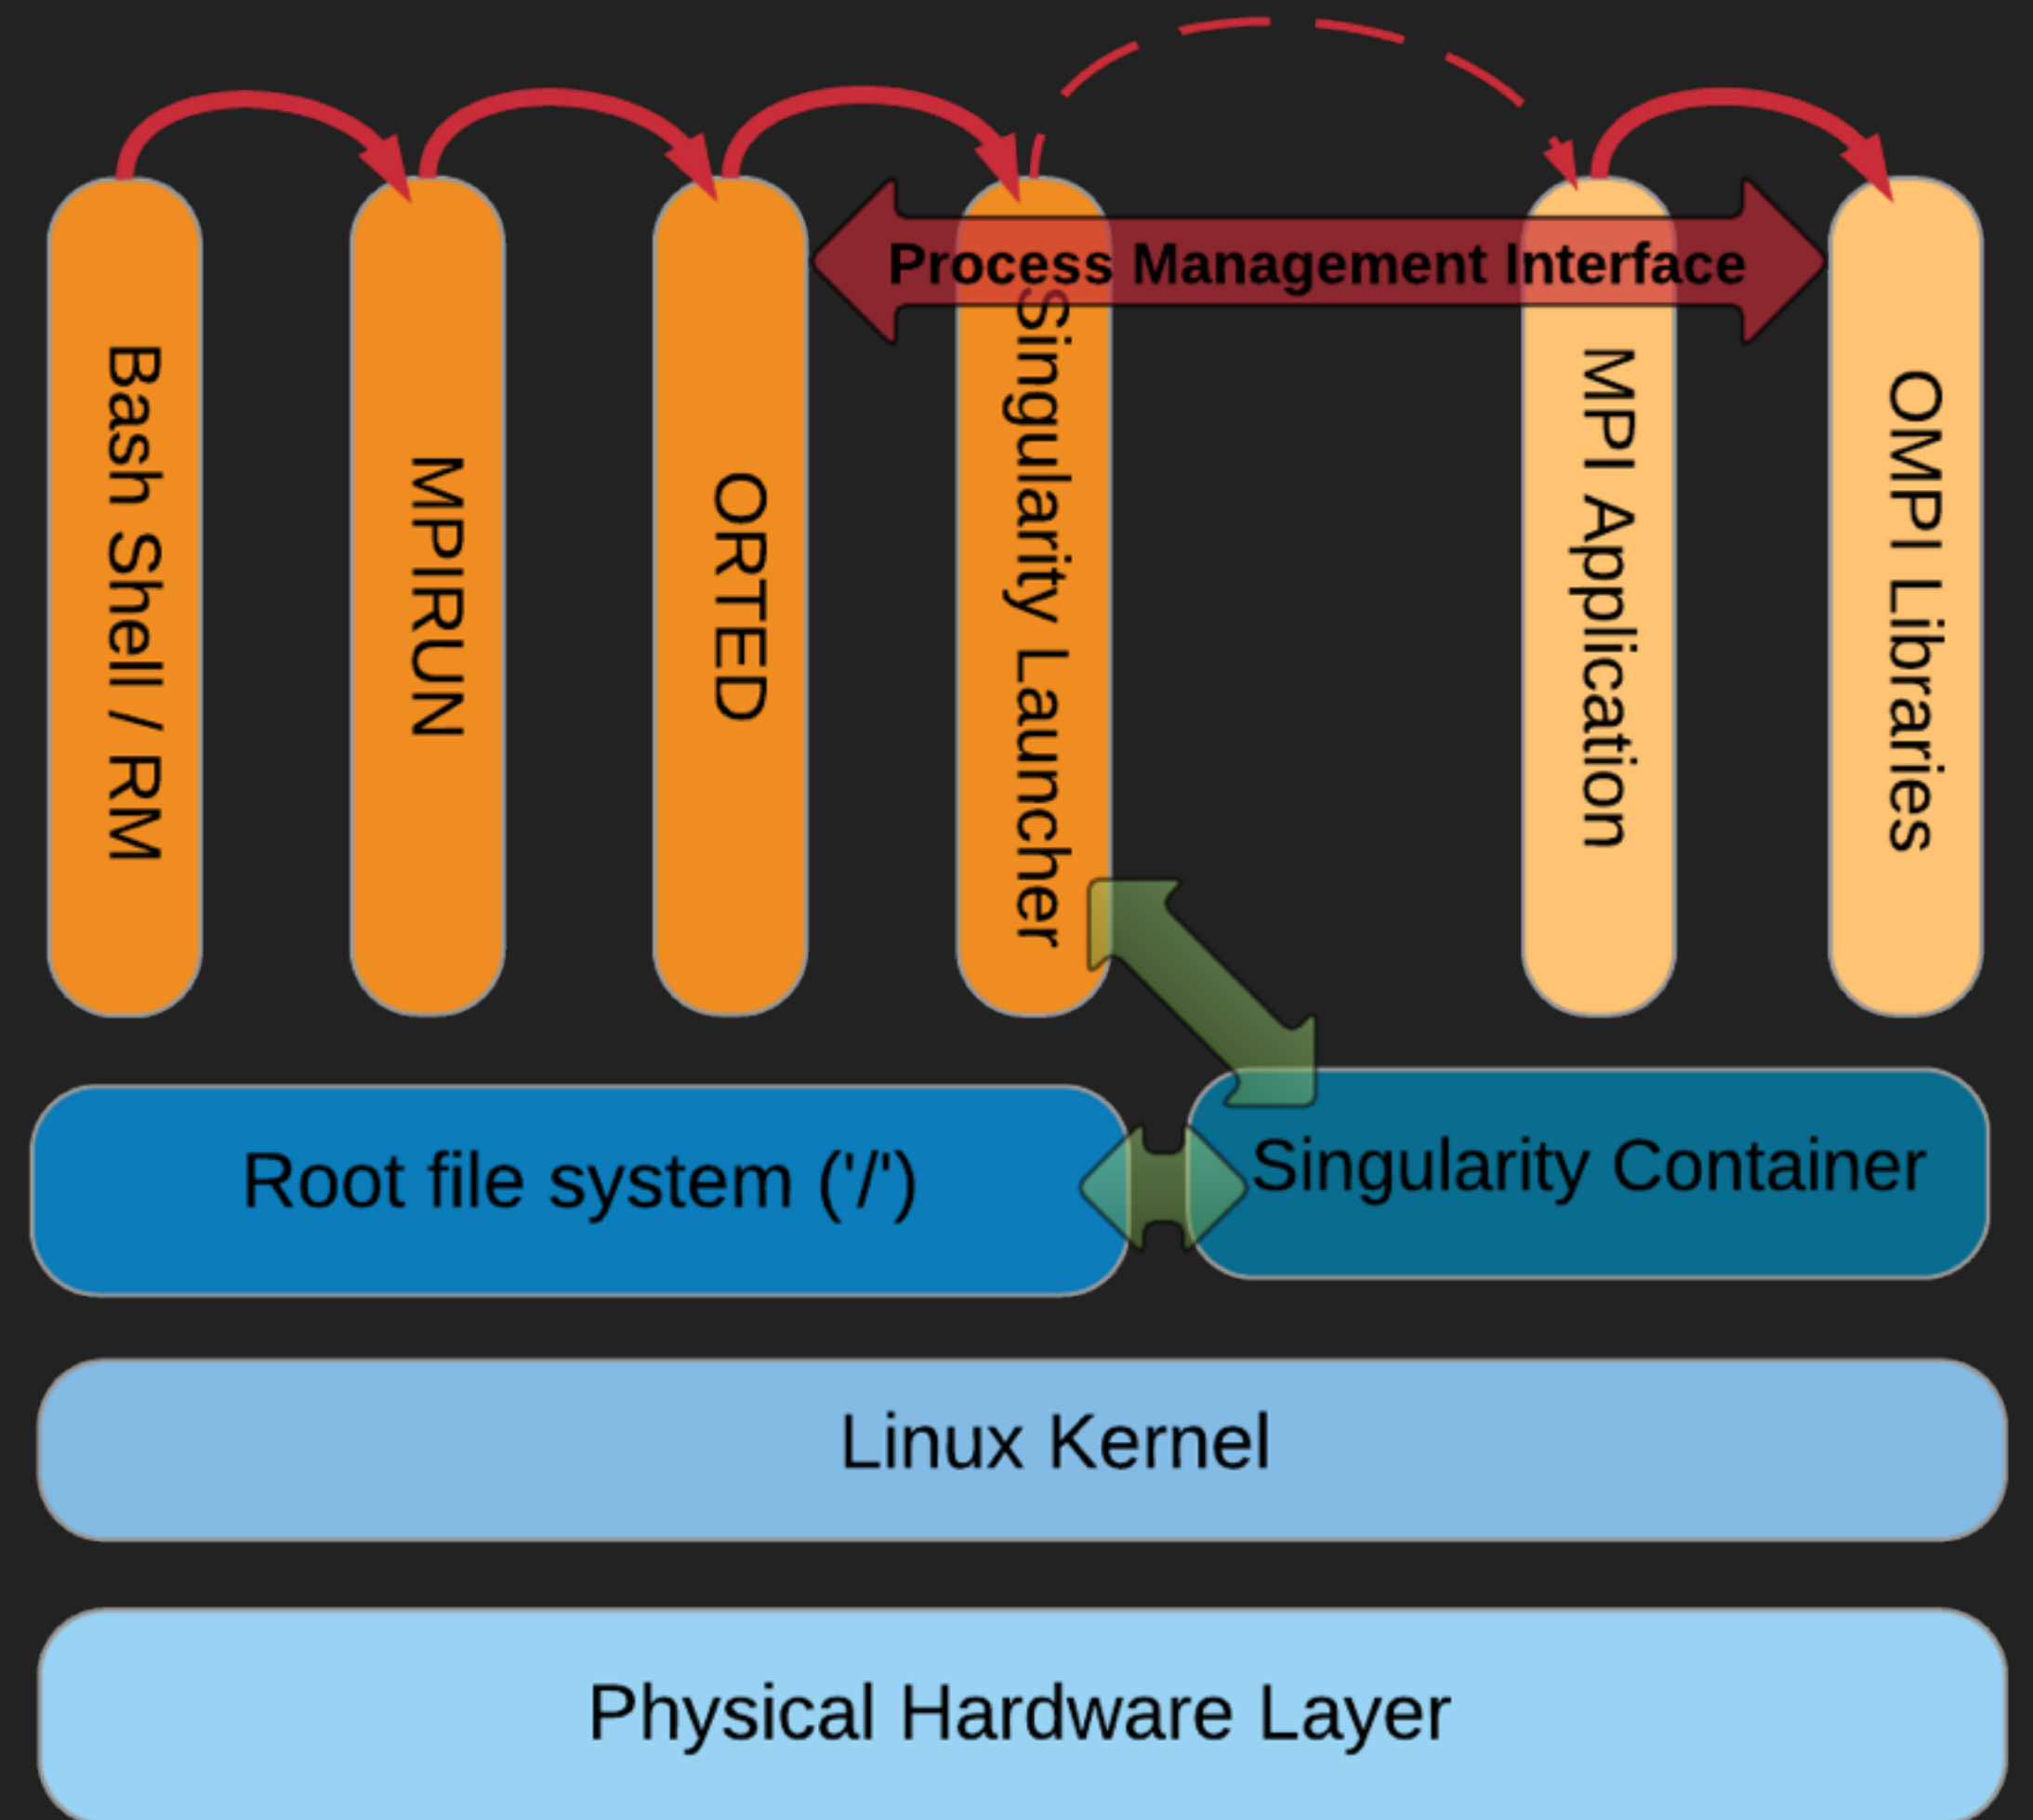 Process Management Interface
Bash Shell / RM
MPIRUN
ORTED
Singularity Launcher
MPI Application
OMPI Libraries
Root file system ('/')
Singularity Container
Linux Kernel
Physical Hardware Layer